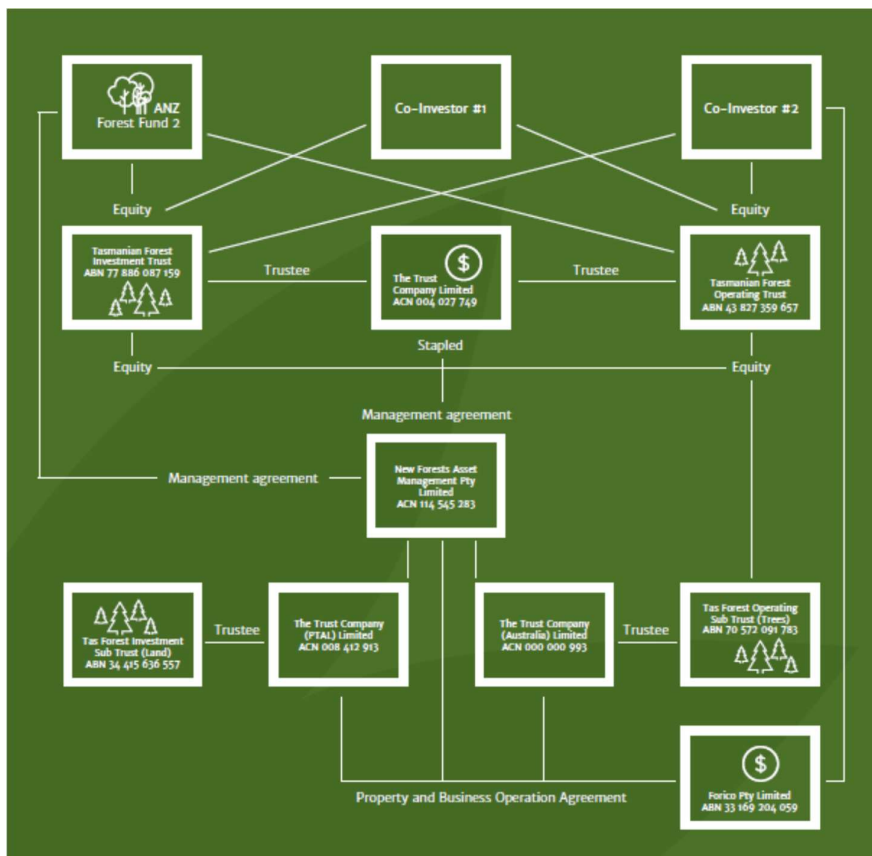 ANZ
Forest Fund 2
Co-Investor #1
Co-Investor #2
Equity
Equity
Tasmanian Forest
Investment Trust
ABN 77 886 087 159
Trustee
The Trust
Company Limited
ACN 004 027 749
Trustee
Tasmanian Forest
Operating Trust
ABN 43 827 359 657
Stapled
Equity
Equity
Management agreement
Management agreement
New Forests Asset
Management Pty
Limited
ACN 114 545 283
Tas Forest Investment
Sub Trust (Land)
ABN 34 415 636 557
Trustee
The Trust Company
(PTAL) Limited
ACN 008 412 913
The Trust Company
(Australia) Limited
ACN 000 000 993
Trustee
Tas Forest Operating
Sub Trust (Trees)
ABN 70 572 091 783
Property and Business Operation Agreement
$
Forico Pty Limited
ABN 33 169 204 059